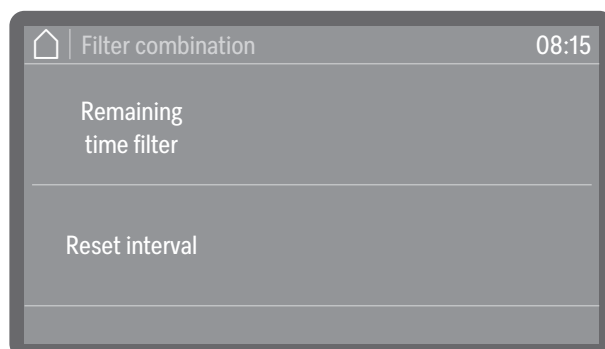 Filter combination 08:15
Remaining
time filter
Reset interval